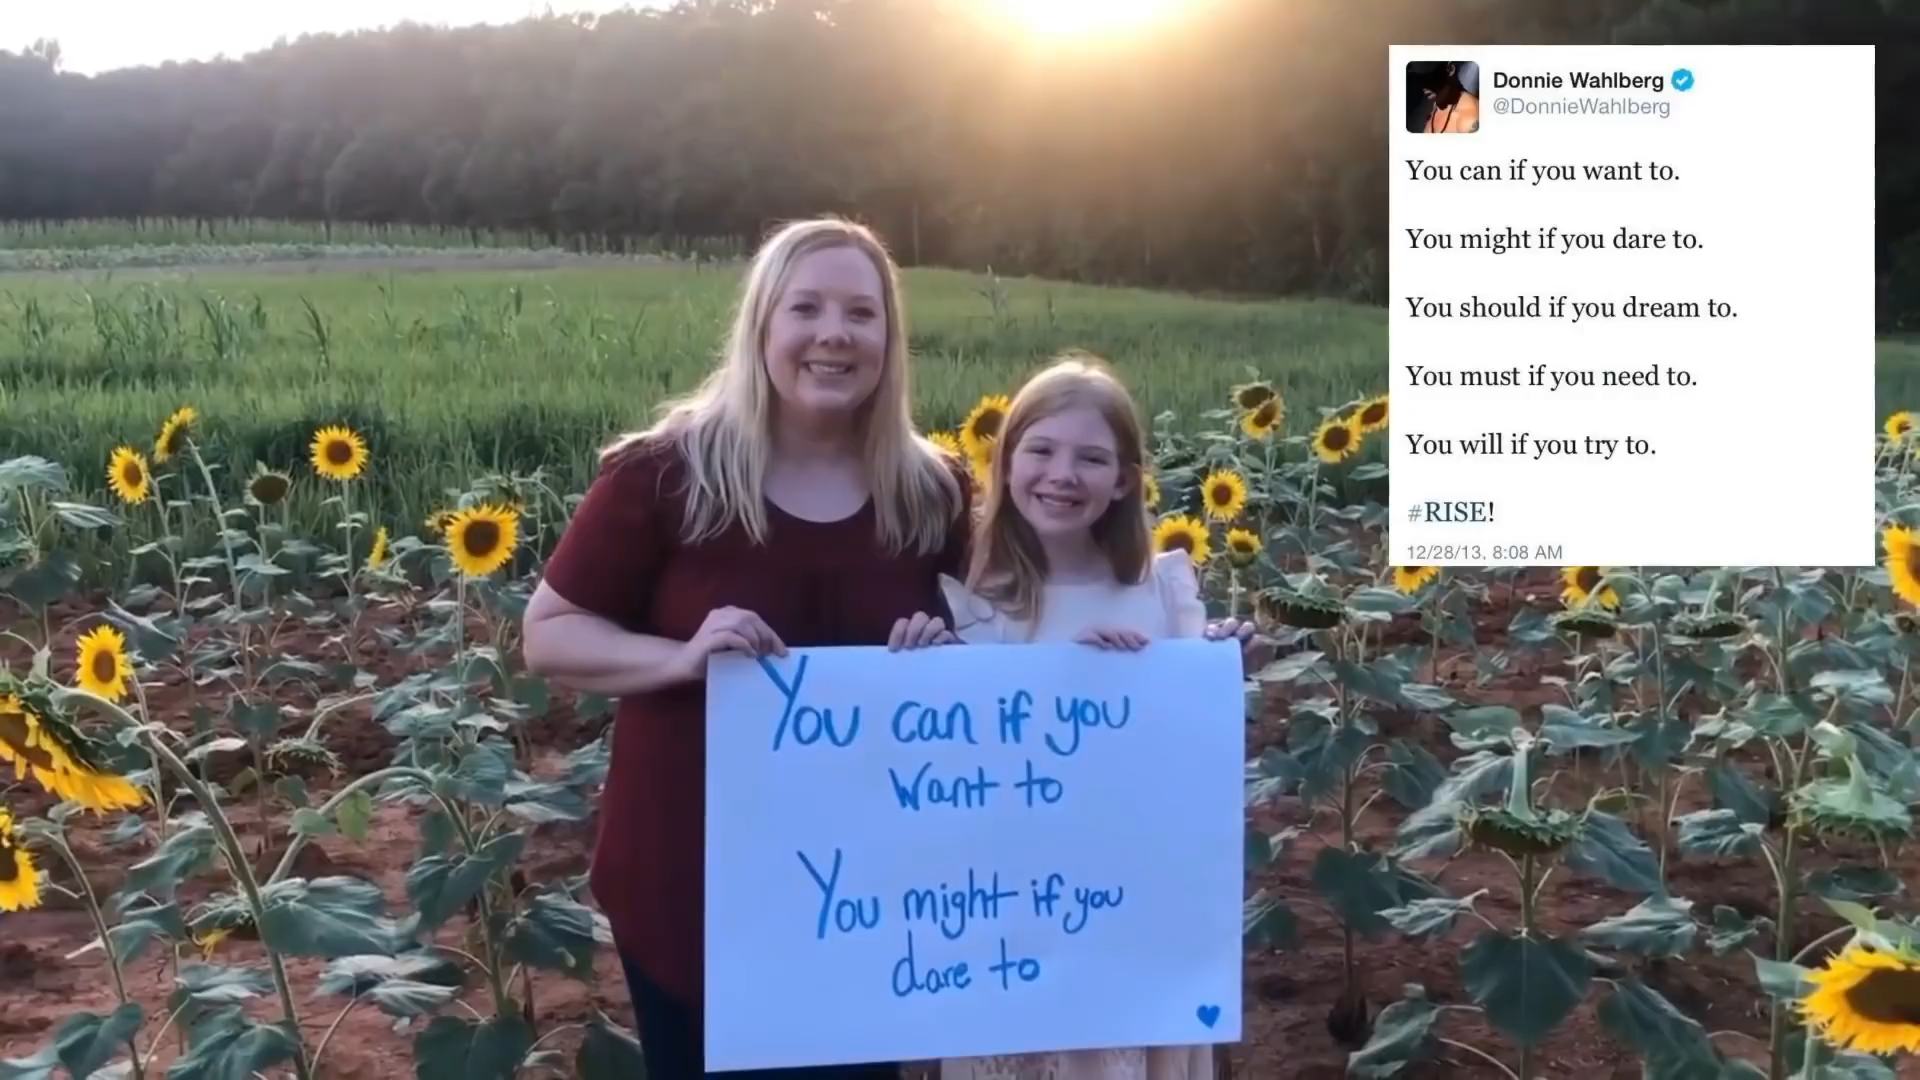 Donnie Wahlberg
@DonnieWahlberg
You can if you want to.
You might if you dare to.
You should if you dream to.
You must if you need to.
You will if you try to.
#RISE!
12/28/13, 8:08 AM
You can if you
want to
You might if you
dare to